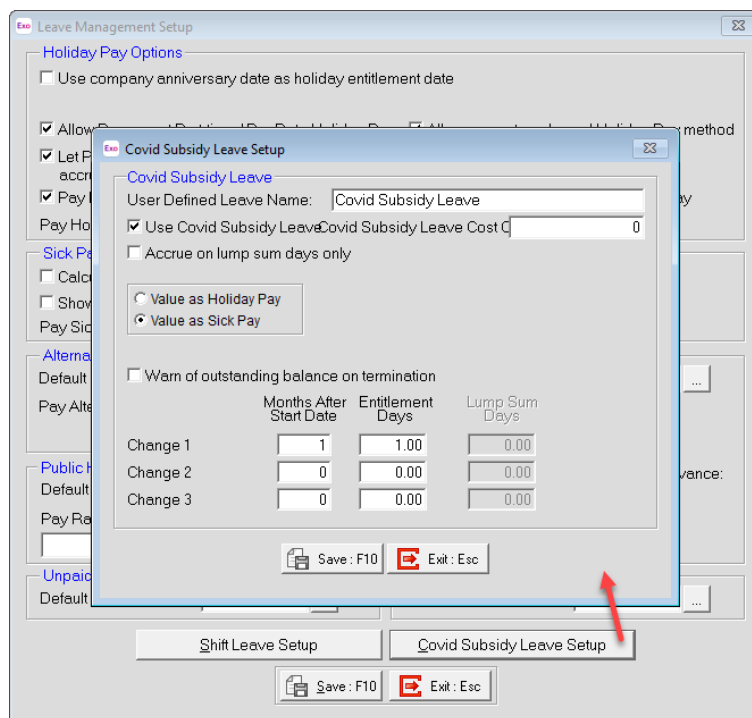 Exo Leave Management Setup
Holiday Pay Options
Use company anniversary date as holiday entitlement date
Allow
method
Let P
accr
Pay
Pay Ho
Sick Pa
Calc
Show
Pay Sic
Alterna
Default
...
Pay Alte
Public H
Default
vance:
Pay Ra
Unpaid
Default
...
Exo Covid Subsidy Leave Setup
Covid Subsidy Leave
User Defined Leave Name: Covid Subsidy Leave
Use Covid Subsidy Leave Covid Subsidy Leave Cost C 0
Accrue on lump sum days only
Value as Holiday Pay
Value as Sick Pay
Warn of outstanding balance on termination
Months After Entitlement Lump Sum
Start Date Days Days
Change 1 1 1.00 0.00
Change 2 0 0.00 0.00
Change 3 0 0.00 0.00
Save : F10 Exit : Esc
Shift Leave Setup Covid Subsidy Leave Setup
Save : F10 Exit : Esc